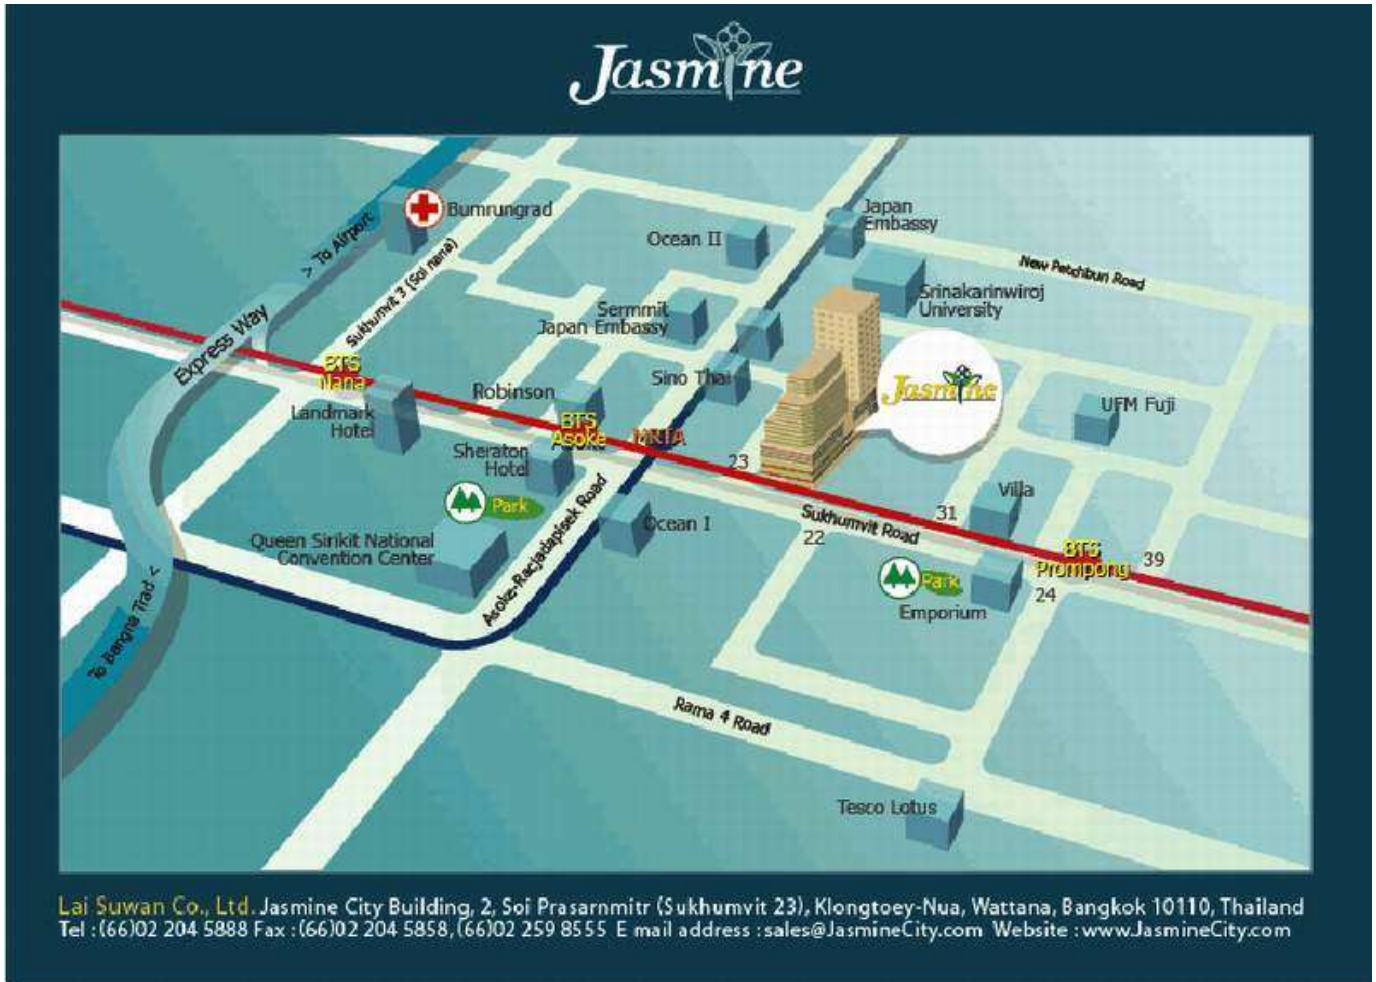 Jasmine
Bumrungrad
> To Airport
Sukhumvit 3 (Soi nana)
Express Way
Ocean II
Japan
Embassy
New Petchburi Road
Srinakarinwiroj
University
Sermmit
Japan Embassy
Sino Thai
Jasmine
UFM Fuji
BTS
Nana
Landmark
Hotel
Robinson
BTS
Asoke
MRTA
Sheraton
Hotel
Park
23
Sukhumvit Road
22
31
Villa
BTS
Prompong
39
24
Park
Emporium
Ocean I
Queen Sirikit National
Convention Center
Asoke-Racjadapisek Road
To Bangna Trad <
Rama 4 Road
Tesco Lotus
Lai Suwan Co., Ltd. Jasmine City Building, 2, Soi Prasarnmitr (Sukhumvit 23), Klongtoey-Nua, Wattana, Bangkok 10110, Thailand
Tel :(66)02 204 5888 Fax :(66)02 204 5858,(66)02 259 8555 E mail address :sales@JasmineCity.com Website :www.JasmineCity.com